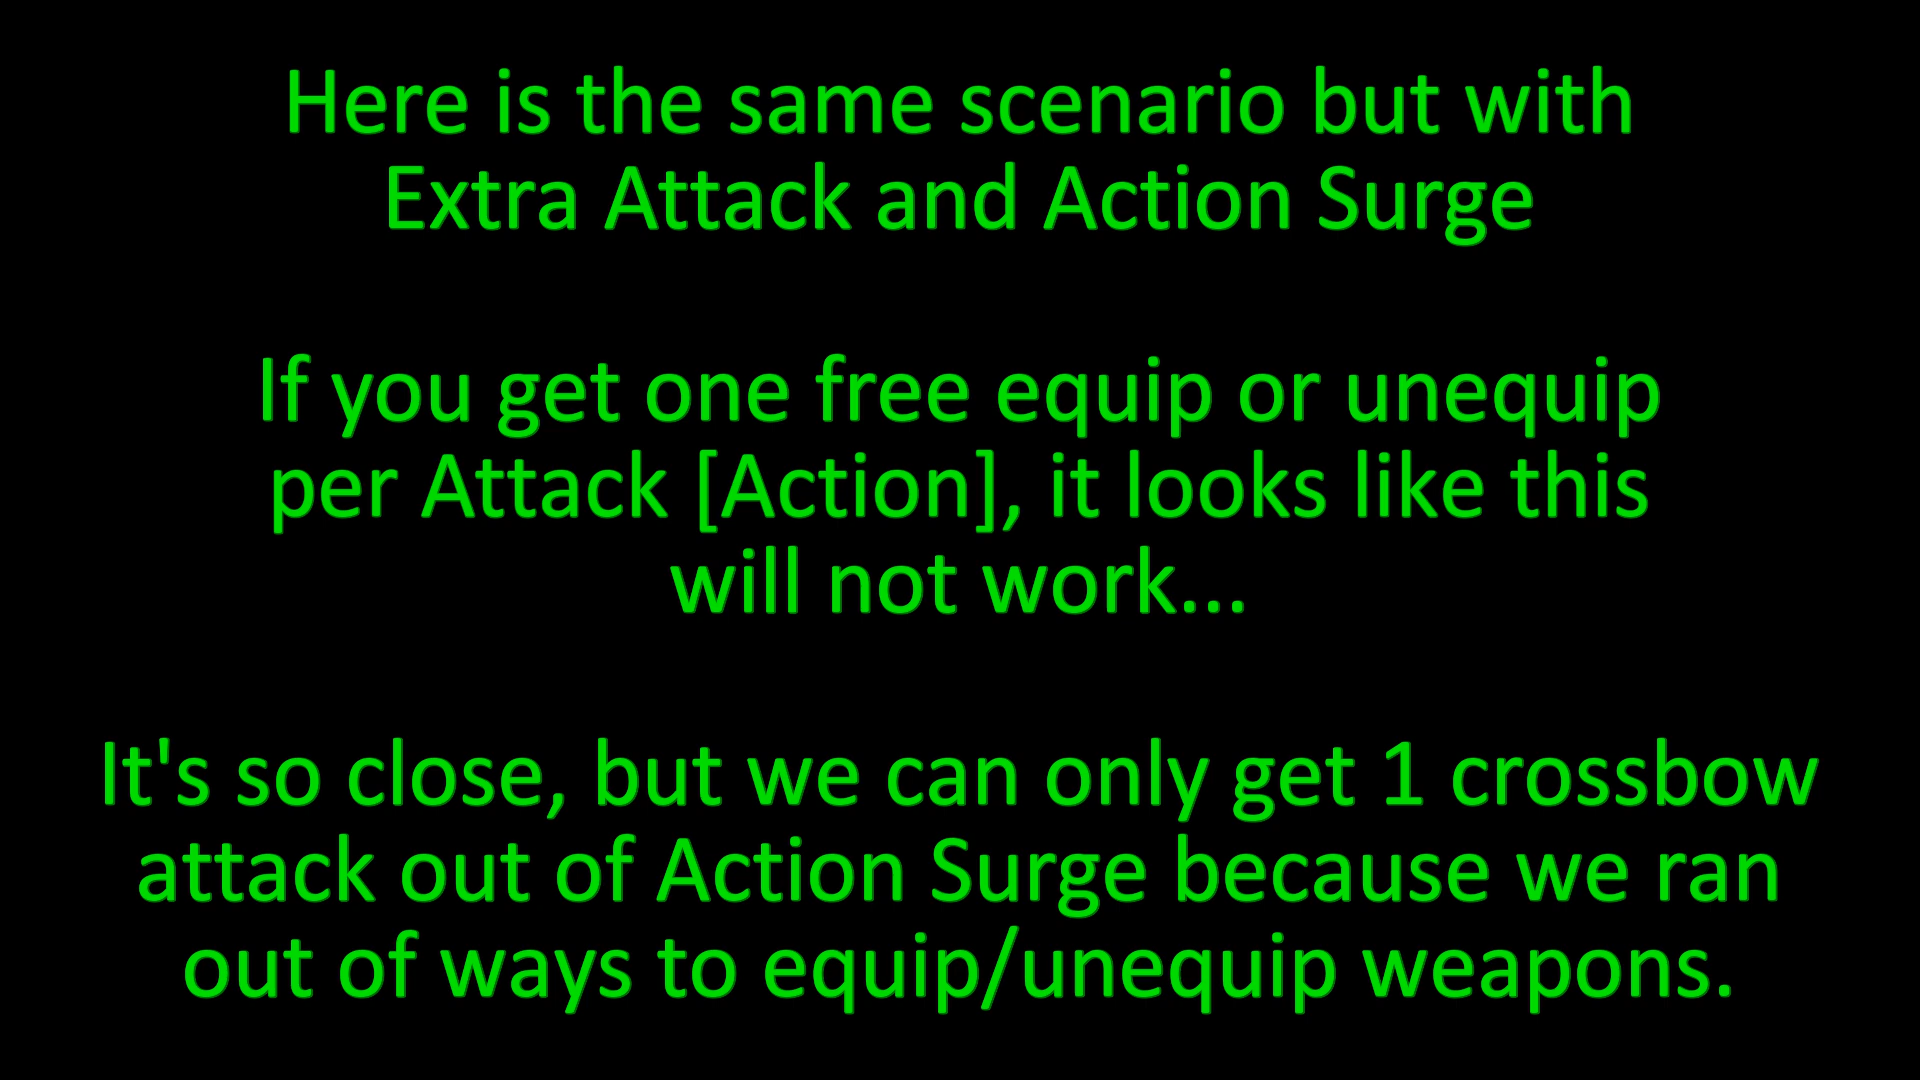 Here is the same scenario but with
Extra Attack and Action Surge
If you get one free equip or unequip
per Attack [Action], it looks like this
will not work...
It's so close, but we can only get 1 crossbow
attack out of Action Surge because we ran
out of ways to equip/unequip weapons.